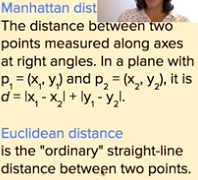 Manhattan dist
The distance between two
points measured along axes
at right angles. In a plane with
p₁ = (x₁, y₁) and p₂ = (x₂, y₂), it is
d = |x₁ - x₂| + |y₁ - y₂|.
Euclidean distance
is the "ordinary" straight-line
distance between two points.